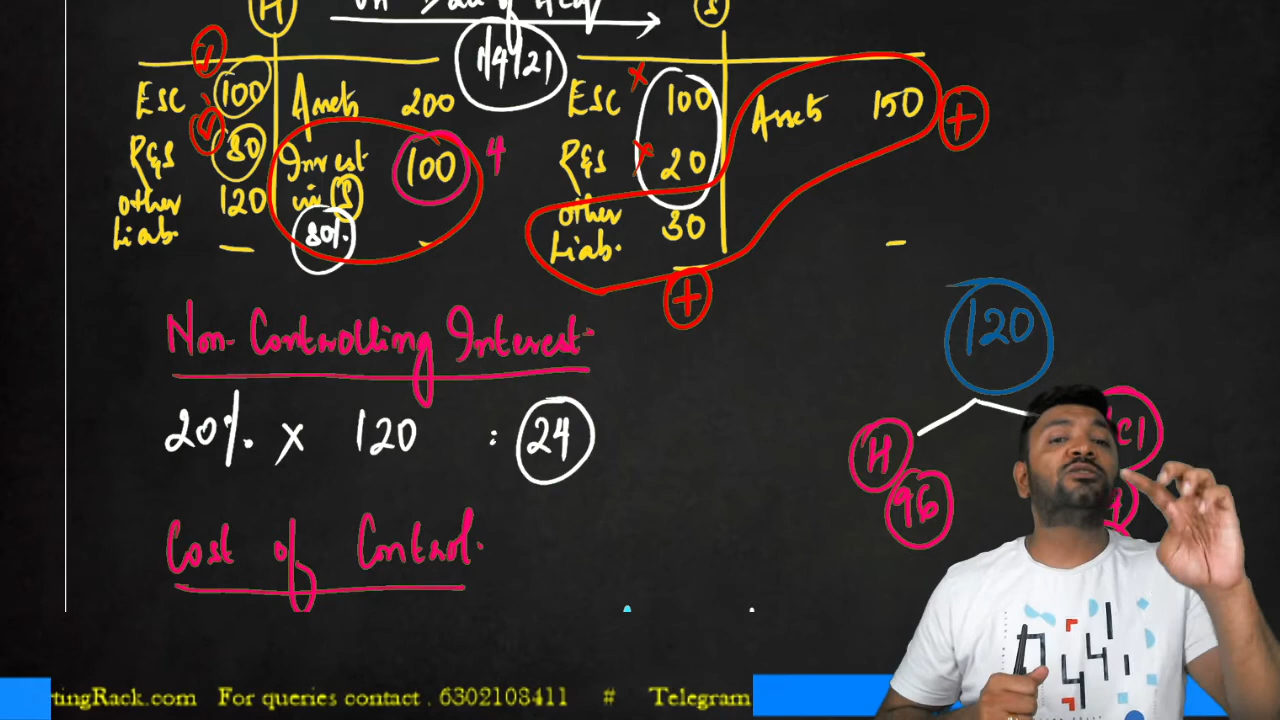 H S
on Date of Acq
1/4/21
ESC 100 Assets 200 ESC 100 Assets 150 +
P&S 80 Invest 100 4 P&S 20
in S
other 120 other 30
Liab. 80% Liab.
+
Non-Controlling Interest
120
20% x 120 : 24
H
96
Cost of Control.
tingRack.com For queries contact . 6302108411 # Telegram